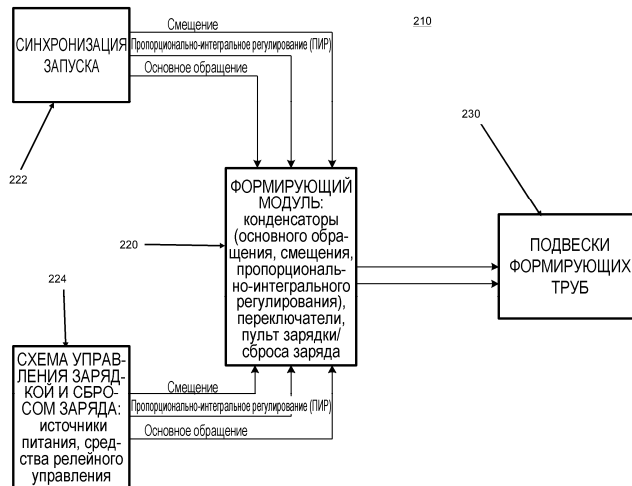 210
СИНХРОНИЗАЦИЯ
ЗАПУСКА
Смещение
Пропорционально-интегральное регулирование (ПИР)
Основное обращение
222
230
220
ФОРМИРУЮЩИЙ
МОДУЛЬ:
конденсаторы
(основного обра-
щения, смещения,
пропорциональ-
но-интегрального
регулирования),
переключатели,
пульт зарядки/
сброса заряда
ПОДВЕСКИ
ФОРМИРУЮЩИХ
ТРУБ
224
СХЕМА УПРАВ-
ЛЕНИЯ ЗАРЯД-
КОЙ И СБРО-
СОМ ЗАРЯДА:
источники
питания, сред-
ства релейного
управления
Смещение
Пропорционально-интегральное регулирование (ПИР)
Основное обращение